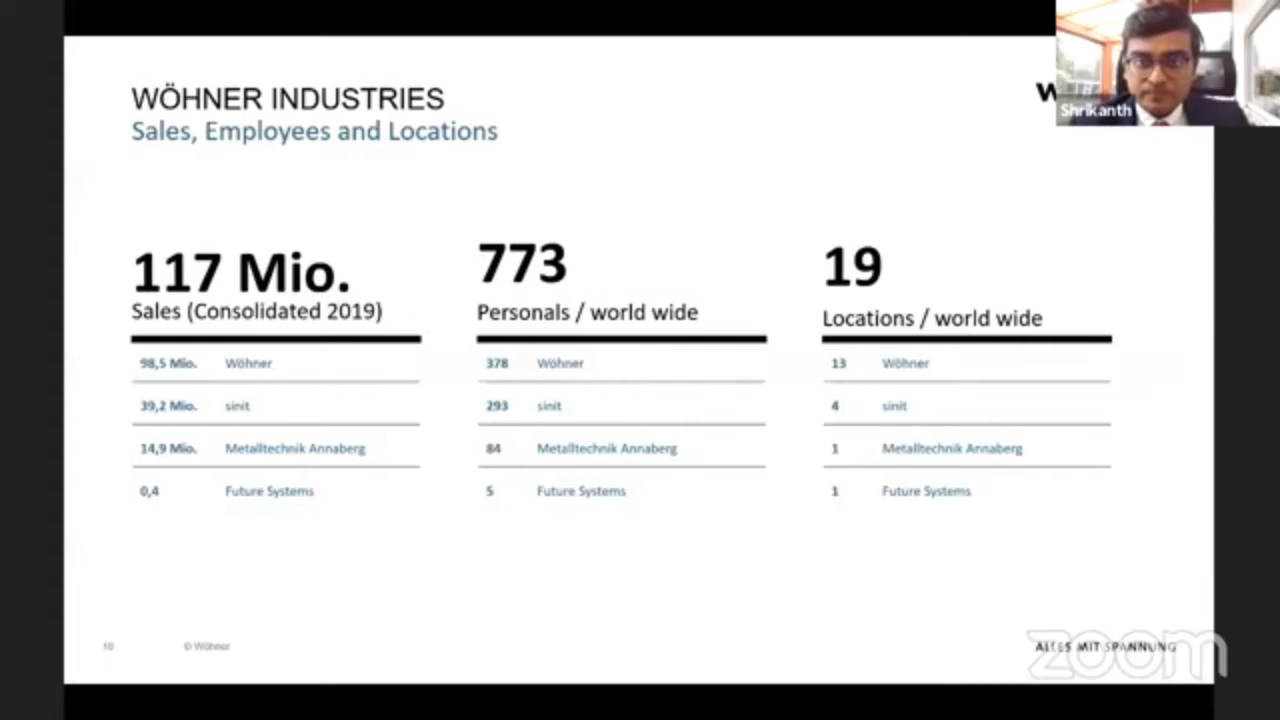 WÖHNER INDUSTRIES
Sales, Employees and Locations
W
Shrikanth
117 Mio.
Sales (Consolidated 2019)
98,5 Mio. Wöhner
39,2 Mio. sinit
14,9 Mio. Metalltechnik Annaberg
0,4 Future Systems
773
Personals / world wide
378 Wöhner
293 sinit
84 Metalltechnik Annaberg
5 Future Systems
19
Locations / world wide
13 Wöhner
4 sinit
1 Metalltechnik Annaberg
1 Future Systems
10 © Wöhner
ALLES MIT SPANNUNG
zoom